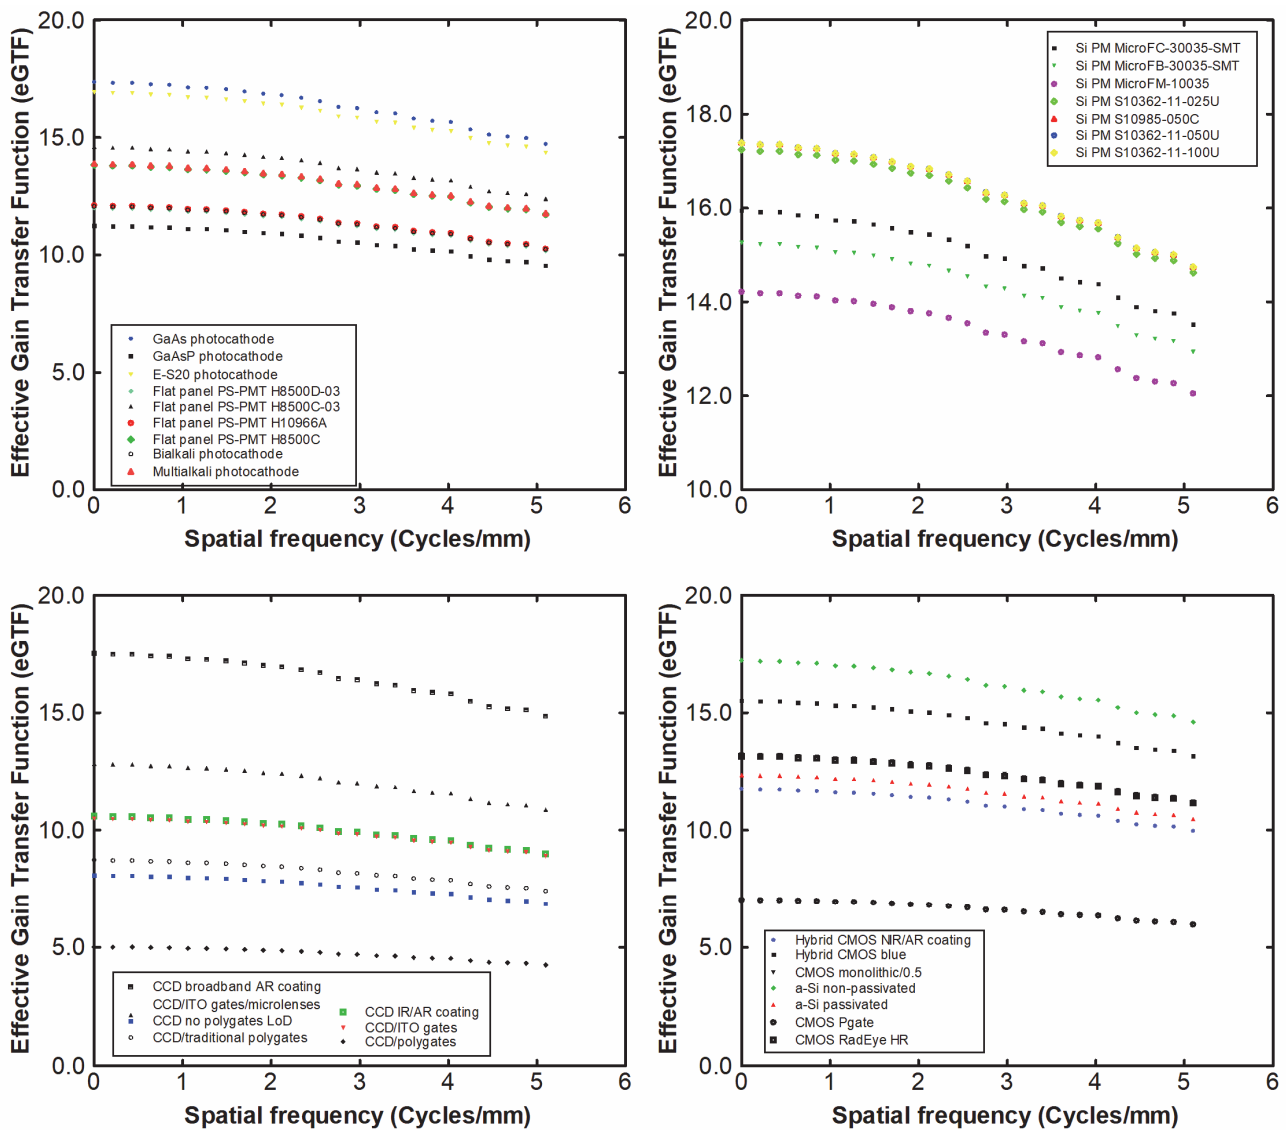 Effective Gain Transfer Function (eGTF)
20.0
15.0
10.0
5.0
0.0
GaAs photocathode
GaAsP photocathode
E-S20 photocathode
Flat panel PS-PMT H8500D-03
Flat panel PS-PMT H8500C-03
Flat panel PS-PMT H10966A
Flat panel PS-PMT H8500C
Bialkali photocathode
Multialkali photocathode
0 1 2 3 4 5 6
Spatial frequency (Cycles/mm)
Effective Gain Transfer Function (eGTF)
20.0
18.0
16.0
14.0
12.0
10.0
Si PM MicroFC-30035-SMT
Si PM MicroFB-30035-SMT
Si PM MicroFM-10035
Si PM S10362-11-025U
Si PM S10985-050C
Si PM S10362-11-050U
Si PM S10362-11-100U
0 1 2 3 4 5 6
Spatial frequency (Cycles/mm)
Effective Gain Transfer Function (eGTF)
20.0
15.0
10.0
5.0
0.0
CCD broadband AR coating
CCD/ITO gates/microlenses
CCD no polygates LoD
CCD/traditional polygates
CCD IR/AR coating
CCD/ITO gates
CCD/polygates
0 1 2 3 4 5 6
Spatial frequency (Cycles/mm)
Effective Gain Transfer Function (eGTF)
20.0
15.0
10.0
5.0
0.0
Hybrid CMOS NIR/AR coating
Hybrid CMOS blue
CMOS monolithic/0.5
a-Si non-passivated
a-Si passivated
CMOS Pgate
CMOS RadEye HR
0 1 2 3 4 5 6
Spatial frequency (Cycles/mm)